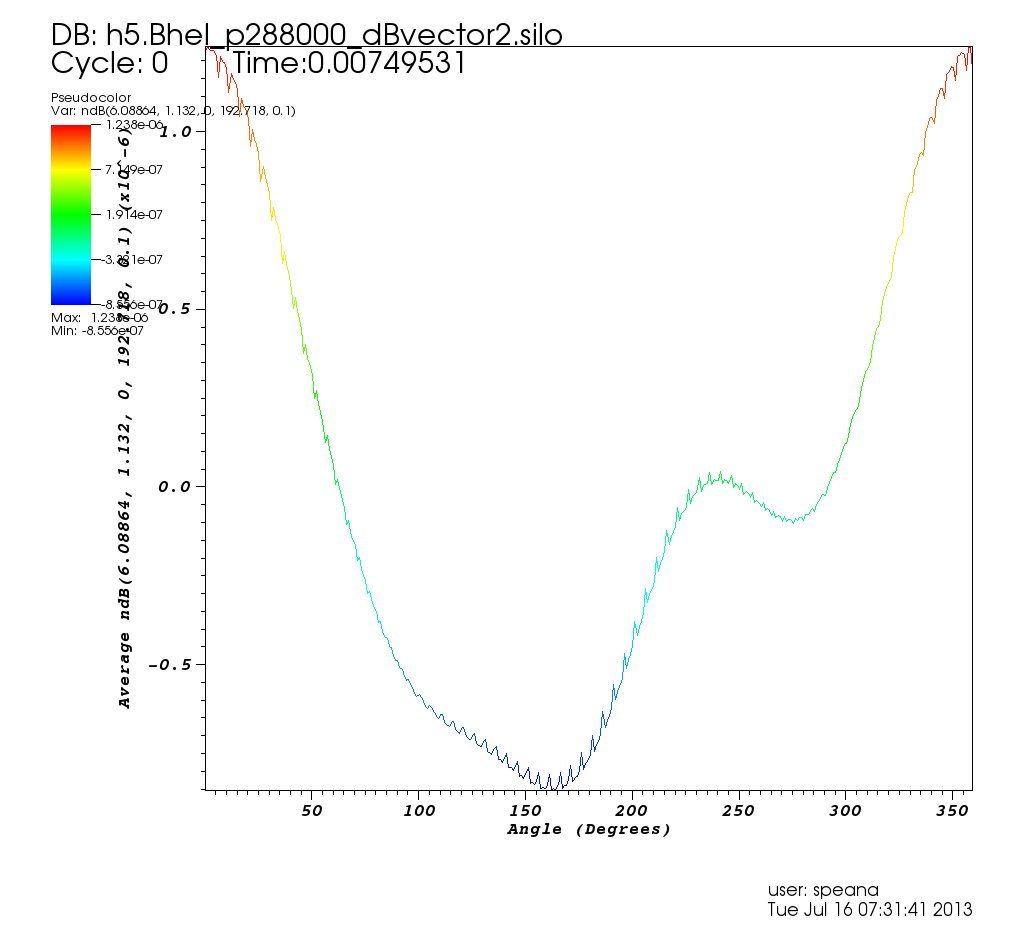 DB: h5.Bhel_p288000_dBvector2.silo
Cycle: 0 Time:0.00749531
Pseudocolor
Var: ndB(6.08864, 1.132, 0, 192.718, 0.1)
1.238e-06
7.149e-07
1.914e-07
-3.321e-07
-8.556e-07
Max: 1.238e-06
Min: -8.556e-07
Average ndB(6.08864, 1.132, 0, 192.718, 0.1) (x10^-6)
1.0
0.5
0.0
-0.5
50 100 150 200 250 300 350
Angle (Degrees)
user: speana
Tue Jul 16 07:31:41 2013